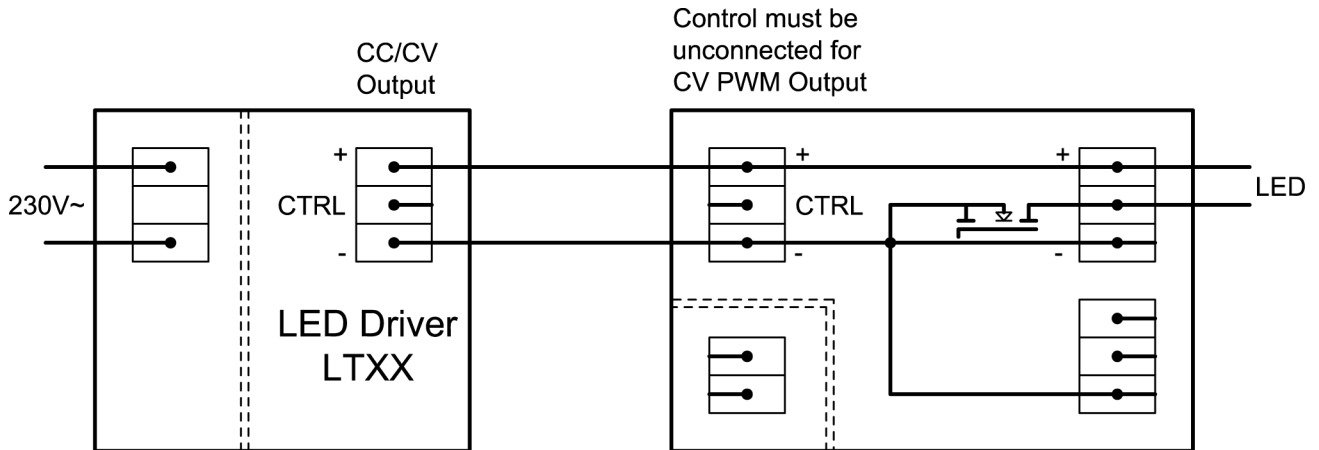 Control must be
unconnected for
CV PWM Output
CC/CV
Output
+
+
+
230V~
CTRL
CTRL
LED
-
-
-
LED Driver
LTXX